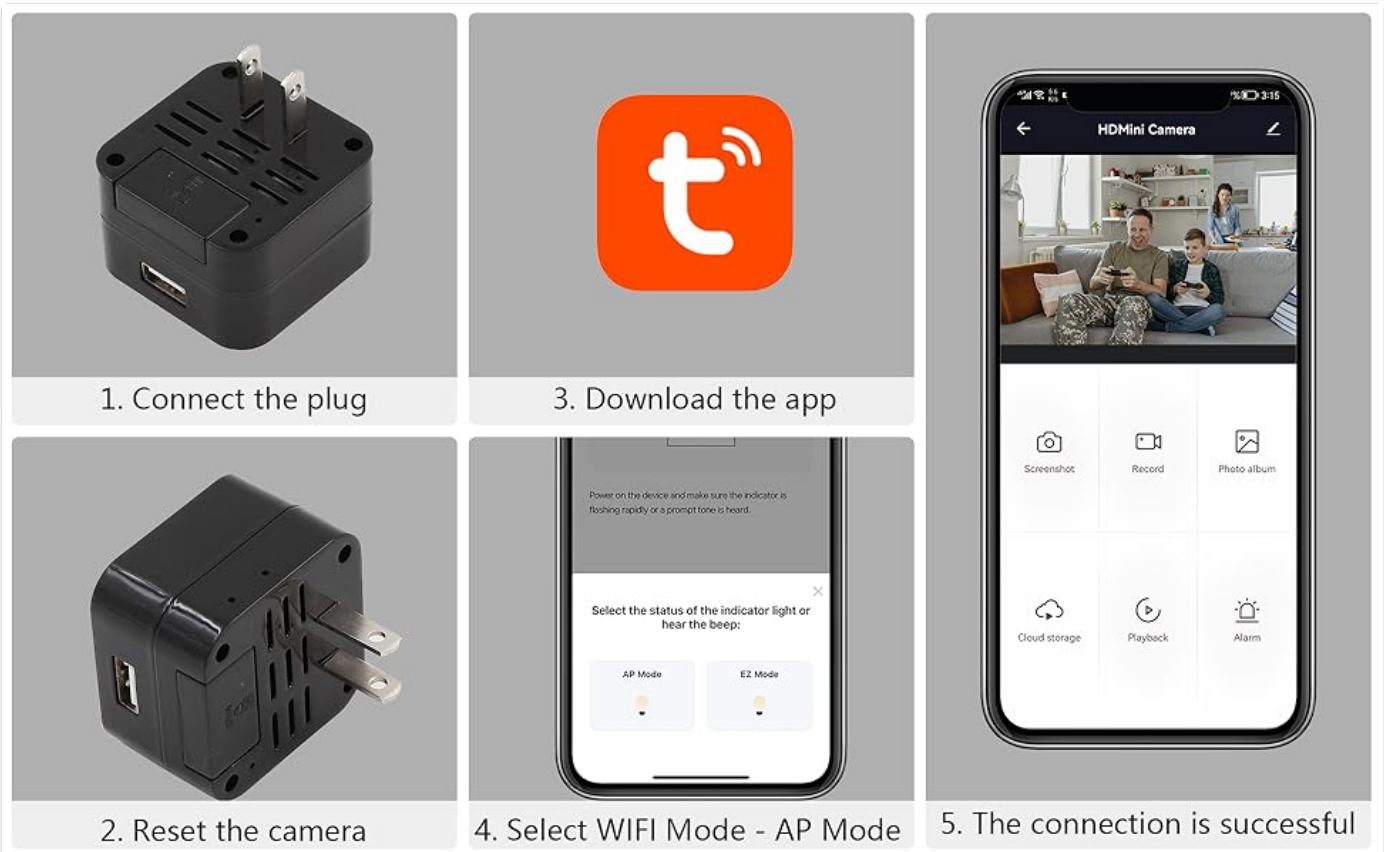 1. Connect the plug
2. Reset the camera
t
3. Download the app
Power on the device and make sure the indicator is
flashing rapidly or a prompt tone is heard.
Select the status of the indicator light or
hear the beep:
AP Mode
EZ Mode
4. Select WIFI Mode - AP Mode
3:15
HDMini Camera
Screenshot
Record
Photo album
Cloud storage
Playback
Alarm
5. The connection is successful